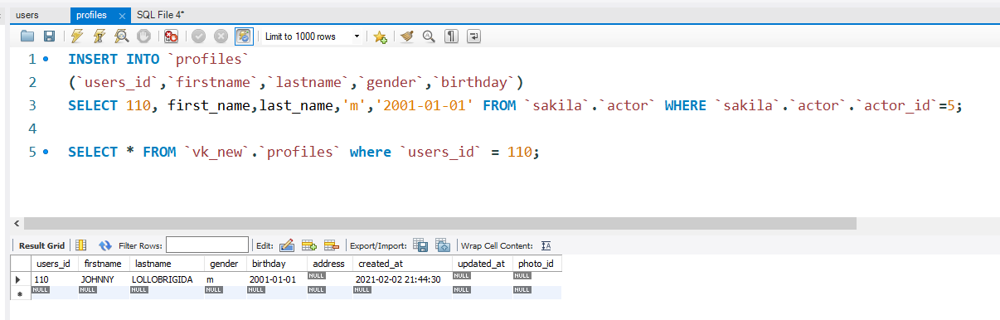 users profiles × SQL File 4*
Limit to 1000 rows
1 INSERT INTO `profiles`
2 (`users_id`,`firstname`,`lastname`,`gender`,`birthday`)
3 SELECT 110, first_name,last_name,'m','2001-01-01' FROM `sakila`.`actor` WHERE `sakila`.`actor`.`actor_id`=5;
4
5 SELECT * FROM `vk_new`.`profiles` where `users_id` = 110;
Result Grid Filter Rows: Edit: Export/Import: Wrap Cell Content: IA
users_id firstname lastname gender birthday address created_at updated_at photo_id
110 JOHNNY LOLLOBRIGIDA m 2001-01-01 NULL 2021-02-02 21:44:30 NULL NULL
NULL NULL NULL NULL NULL NULL NULL NULL NULL